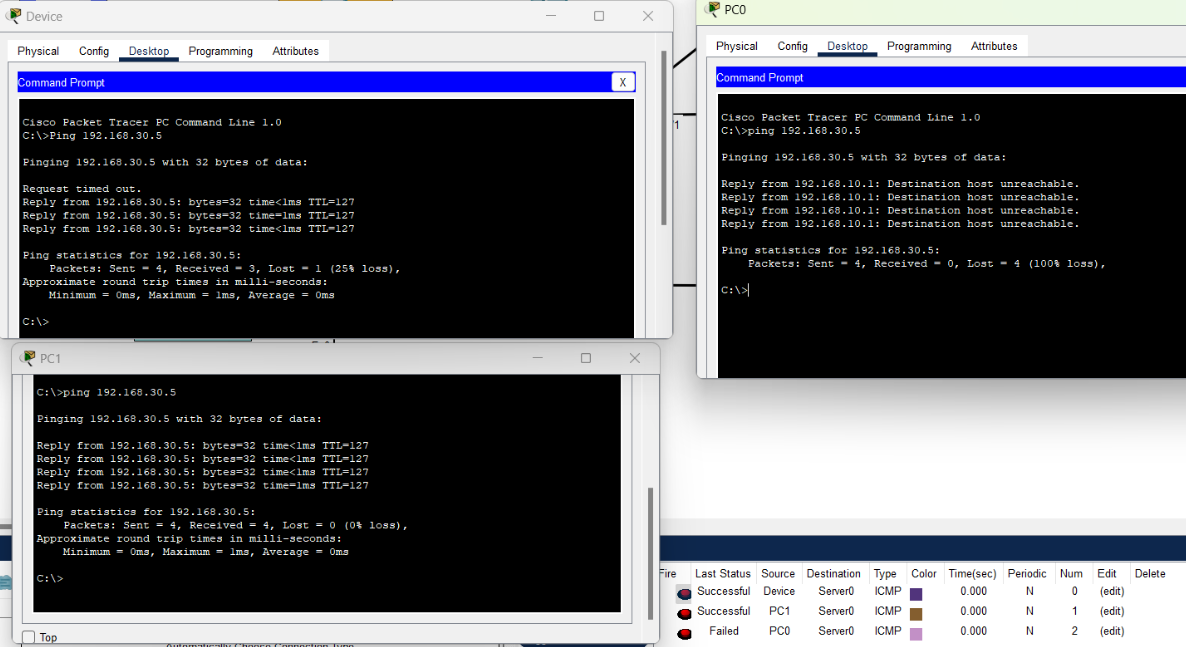 Device
Physical Config Desktop Programming Attributes
Command Prompt X
Cisco Packet Tracer PC Command Line 1.0
C:\>Ping 192.168.30.5
Pinging 192.168.30.5 with 32 bytes of data:
Request timed out.
Reply from 192.168.30.5: bytes=32 time<1ms TTL=127
Reply from 192.168.30.5: bytes=32 time=1ms TTL=127
Reply from 192.168.30.5: bytes=32 time<1ms TTL=127
Ping statistics for 192.168.30.5:
Packets: Sent = 4, Received = 3, Lost = 1 (25% loss),
Approximate round trip times in milli-seconds:
Minimum = 0ms, Maximum = 1ms, Average = 0ms
C:\>
PC0
Physical Config Desktop Programming Attributes
Command Prompt
Cisco Packet Tracer PC Command Line 1.0
C:\>ping 192.168.30.5
Pinging 192.168.30.5 with 32 bytes of data:
Reply from 192.168.10.1: Destination host unreachable.
Reply from 192.168.10.1: Destination host unreachable.
Reply from 192.168.10.1: Destination host unreachable.
Reply from 192.168.10.1: Destination host unreachable.
Ping statistics for 192.168.30.5:
Packets: Sent = 4, Received = 0, Lost = 4 (100% loss),
C:\>
PC1
C:\>ping 192.168.30.5
Pinging 192.168.30.5 with 32 bytes of data:
Reply from 192.168.30.5: bytes=32 time<1ms TTL=127
Reply from 192.168.30.5: bytes=32 time<1ms TTL=127
Reply from 192.168.30.5: bytes=32 time<1ms TTL=127
Reply from 192.168.30.5: bytes=32 time=1ms TTL=127
Ping statistics for 192.168.30.5:
Packets: Sent = 4, Received = 4, Lost = 0 (0% loss),
Approximate round trip times in milli-seconds:
Minimum = 0ms, Maximum = 1ms, Average = 0ms
C:\>
Top
Fire Last Status Source Destination Type Color Time(sec) Periodic Num Edit Delete
Successful Device Server0 ICMP 0.000 N 0 (edit)
Successful PC1 Server0 ICMP 0.000 N 1 (edit)
Failed PC0 Server0 ICMP 0.000 N 2 (edit)